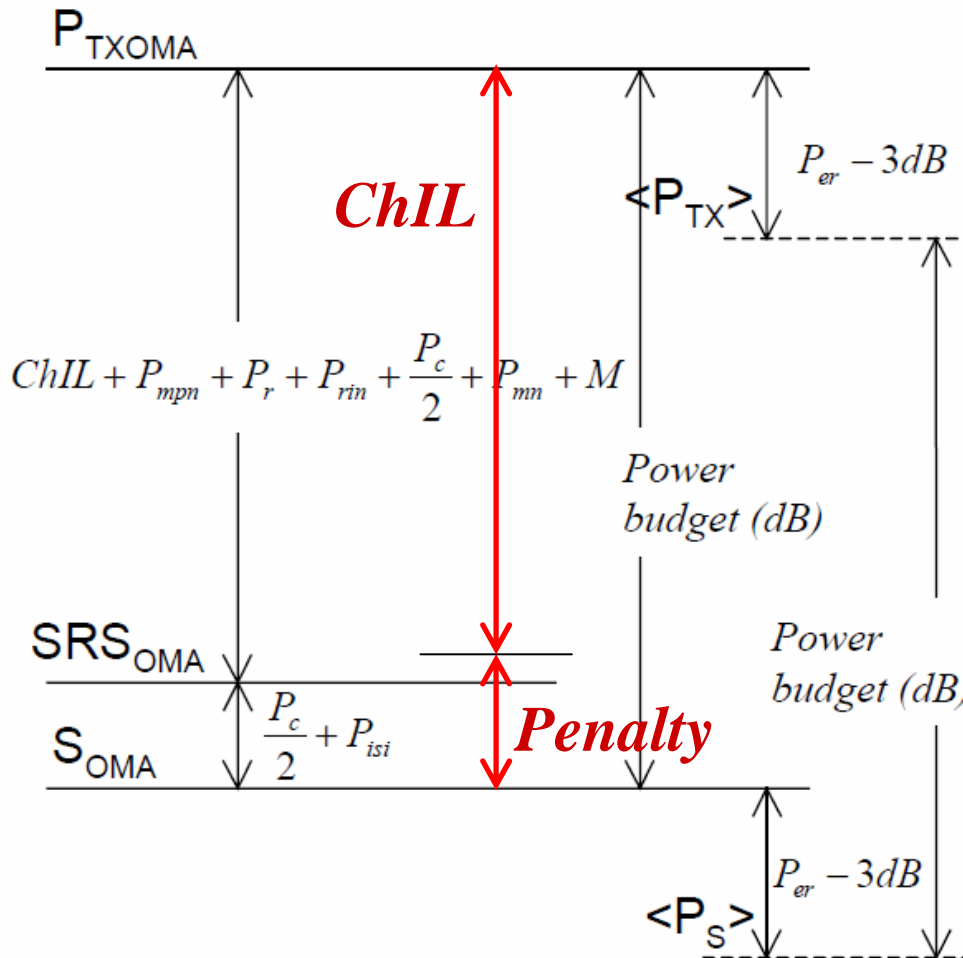 P_TXOMA
P_er − 3dB
ChIL
<P_TX>
ChIL + P_mpn + P_r + P_rin + P_c/2 + P_mn + M
Power
budget (dB)
SRS_OMA
Power
budget (dB)
P_c/2 + P_isi
Penalty
S_OMA
P_er − 3dB
<P_S>